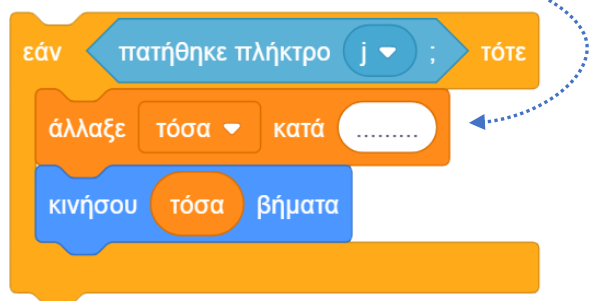 εάν πατήθηκε πλήκτρο j ; τότε
άλλαξε τόσα κατά .........
κινήσου τόσα βήματα